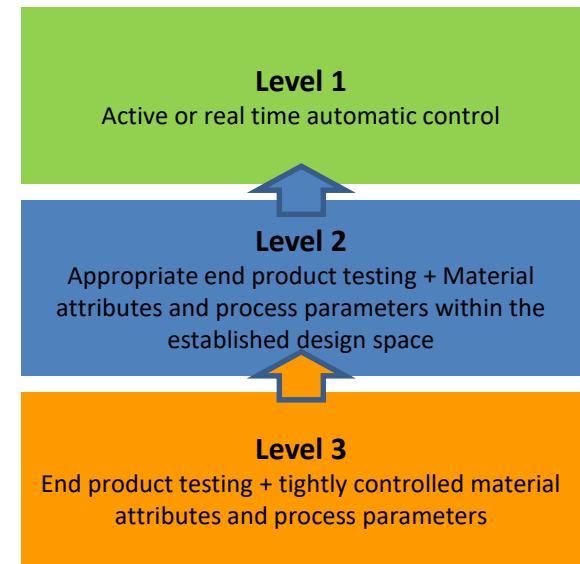 Level 1
Active or real time automatic control
Level 2
Appropriate end product testing + Material
attributes and process parameters within the
established design space
Level 3
End product testing + tightly controlled material
attributes and process parameters